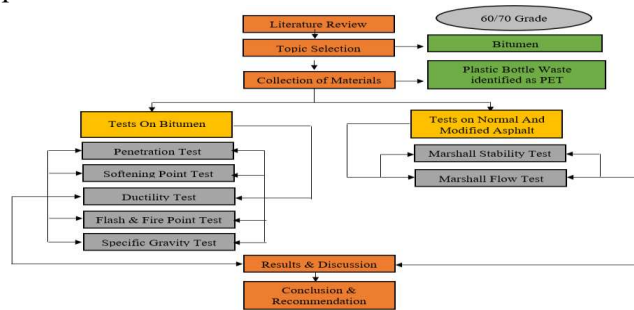 Literature Review
60/70 Grade
Topic Selection
Bitumen
Collection of Materials
Plastic Bottle Waste
identified as PET
Tests On Bitumen
Tests on Normal And
Modified Asphalt
Penetration Test
Softening Point Test
Ductility Test
Flash & Fire Point Test
Specific Gravity Test
Marshall Stability Test
Marshall Flow Test
Results & Discussion
Conclusion &
Recommendation